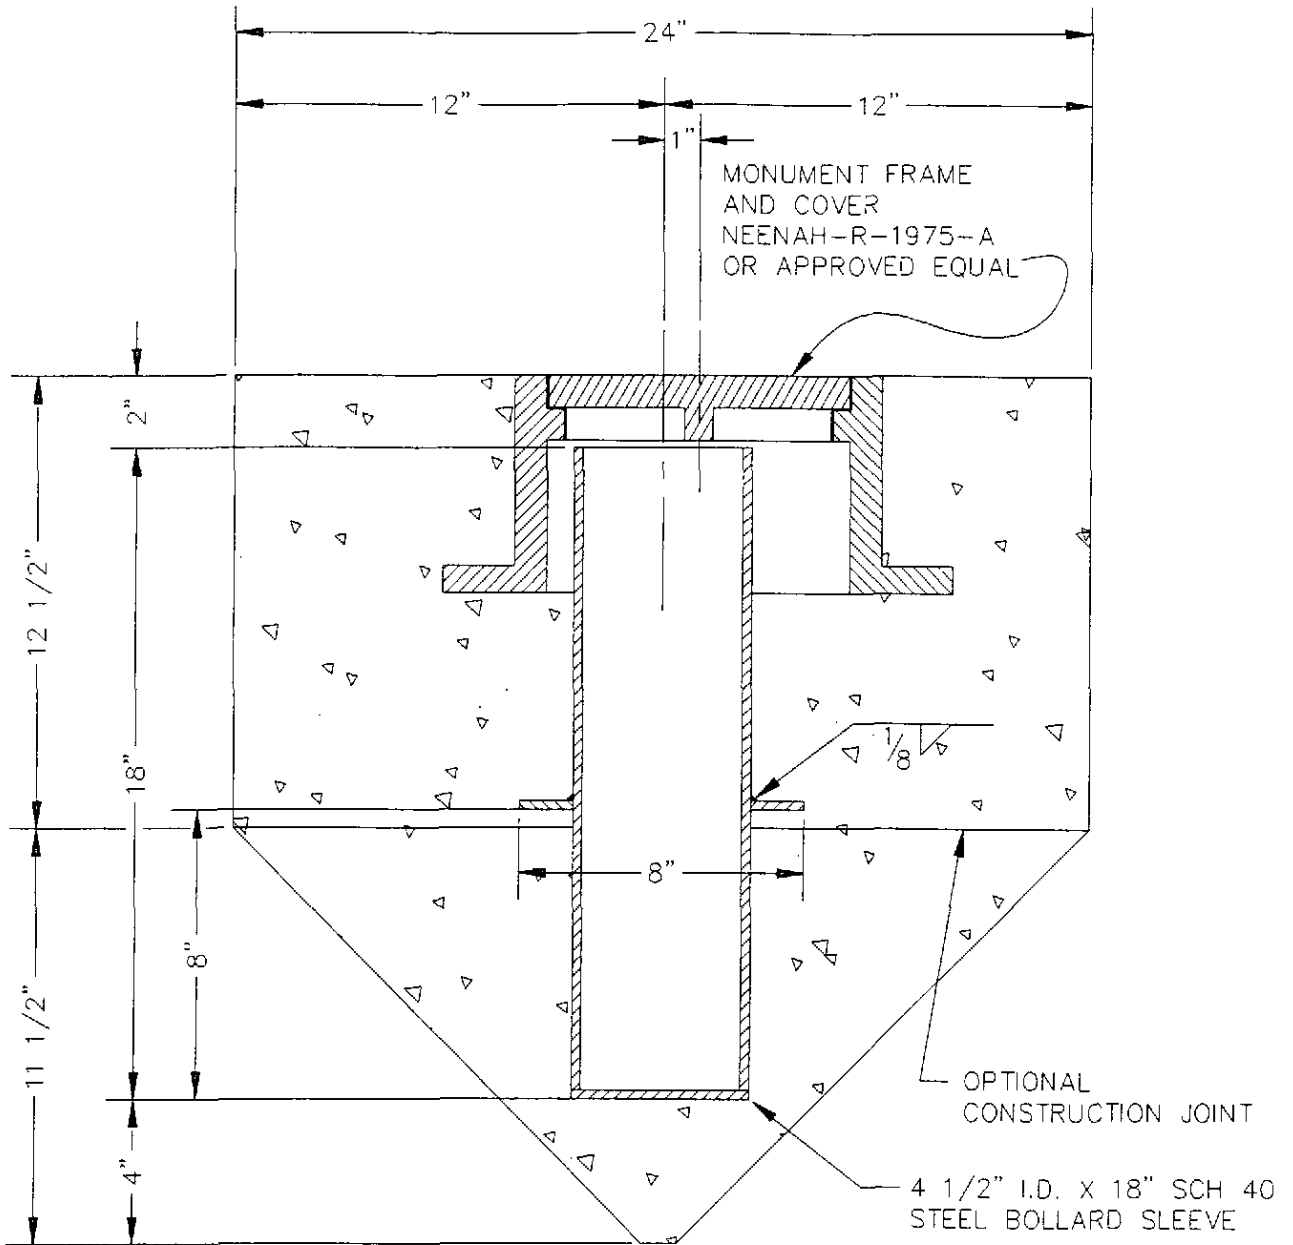 24"
12"
12"
1"
MONUMENT FRAME
AND COVER
NEENAH-R-1975-A
OR APPROVED EQUAL
2"
12 1/2"
18"
1/8
8"
8"
11 1/2"
4"
OPTIONAL
CONSTRUCTION JOINT
4 1/2" I.D. X 18" SCH 40
STEEL BOLLARD SLEEVE